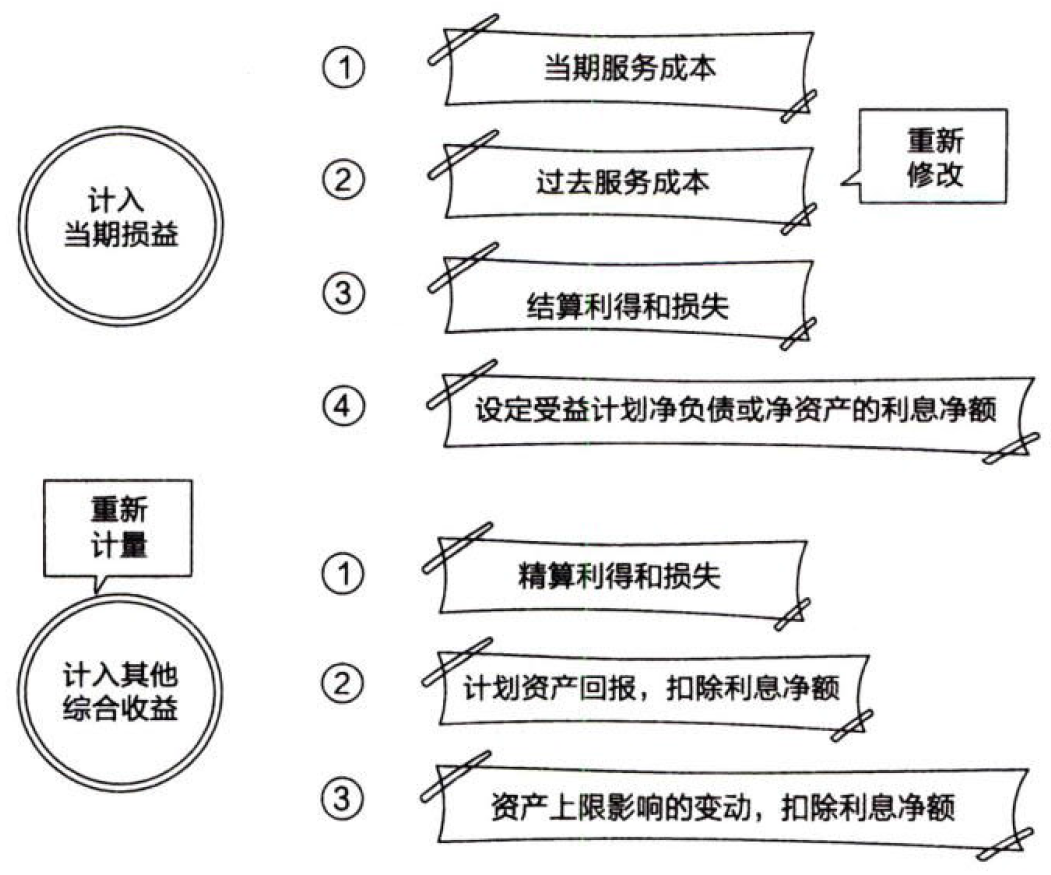 ①
当期服务成本
计入
当期损益
②
过去服务成本
重新
修改
③
结算利得和损失
④
设定受益计划净负债或净资产的利息净额
重新
计量
计入其他
综合收益
①
精算利得和损失
②
计划资产回报，扣除利息净额
③
资产上限影响的变动，扣除利息净额